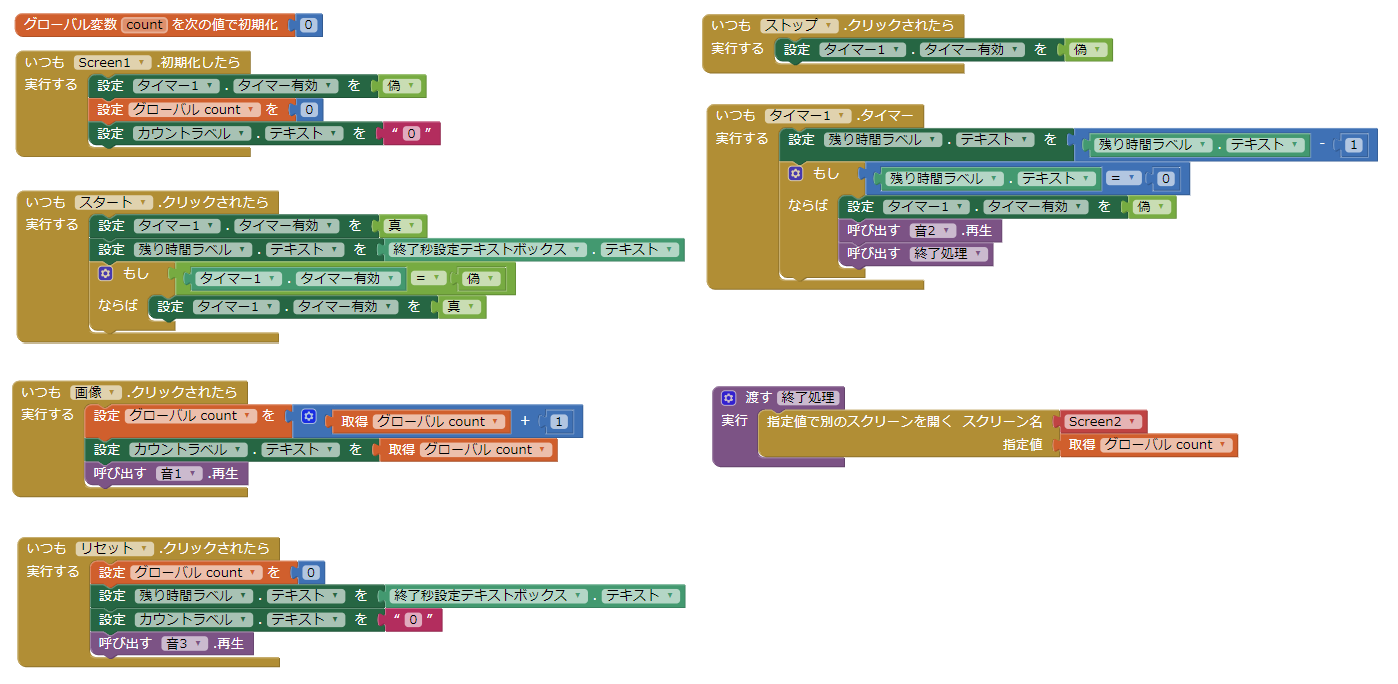 グローバル変数 count を次の値で初期化 0
いつも Screen1 .初期化したら
実行する 設定 タイマー1 . タイマー有効 を 偽
設定 グローバル count を 0
設定 カウントラベル . テキスト を “ 0 ”
いつも スタート .クリックされたら
実行する 設定 タイマー1 . タイマー有効 を 真
設定 残り時間ラベル . テキスト を 終了秒設定テキストボックス . テキスト
もし タイマー1 . タイマー有効 = 偽
ならば 設定 タイマー1 . タイマー有効 を 真
いつも 画像 .クリックされたら
実行する 設定 グローバル count を 取得 グローバル count + 1
設定 カウントラベル . テキスト を 取得 グローバル count
呼び出す 音1 .再生
いつも リセット .クリックされたら
実行する 設定 グローバル count を 0
設定 残り時間ラベル . テキスト を 終了秒設定テキストボックス . テキスト
設定 カウントラベル . テキスト を “ 0 ”
呼び出す 音3 .再生
いつも ストップ .クリックされたら
実行する 設定 タイマー1 . タイマー有効 を 偽
いつも タイマー1 .タイマー
実行する 設定 残り時間ラベル . テキスト を 残り時間ラベル . テキスト - 1
もし 残り時間ラベル . テキスト = 0
ならば 設定 タイマー1 . タイマー有効 を 偽
呼び出す 音2 .再生
呼び出す 終了処理
渡す 終了処理
実行 指定値で別のスクリーンを開く スクリーン名 Screen2
指定値 取得 グローバル count